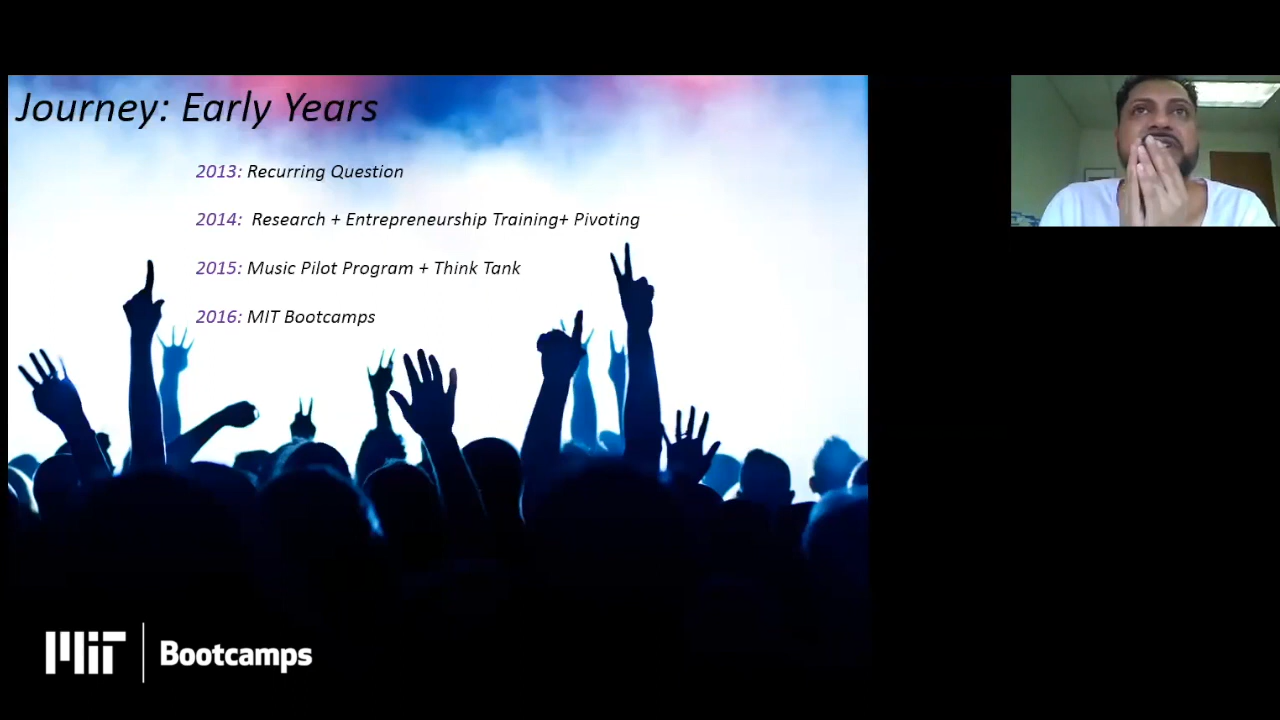 Journey: Early Years
2013: Recurring Question
2014: Research + Entrepreneurship Training+ Pivoting
2015: Music Pilot Program + Think Tank
2016: MIT Bootcamps
MIT Bootcamps